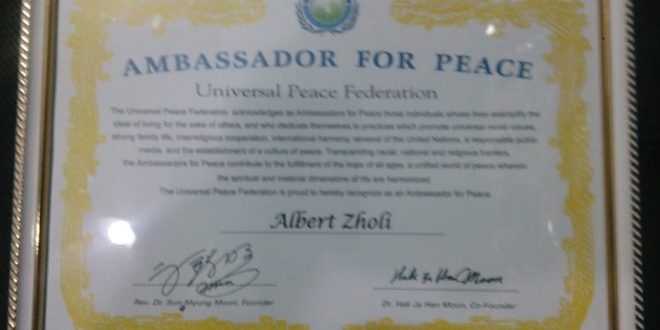 AMBASSADOR FOR PEACE
Universal Peace Federation
The Universal Peace Federation acknowledges as Ambassadors for Peace those individuals whose lives exemplify the
ideal of living for the sake of others, and who dedicate themselves to practices which promote universal moral values,
strong family life, interreligious cooperation, international harmony, renewal of the United Nations, a responsible public
media, and the establishment of a culture of peace. Transcending racial, national and religious barriers,
the Ambassadors for Peace contribute to the fulfillment of the hope of all ages, a unified world of peace wherein
the spiritual and material dimensions of life are harmonized.
The Universal Peace Federation is proud to hereby recognize as an Ambassador for Peace
Albert Zholi
Hak Ja Han Moon
Rev. Dr. Sun Myung Moon, Founder
Dr. Hak Ja Han Moon, Co-Founder